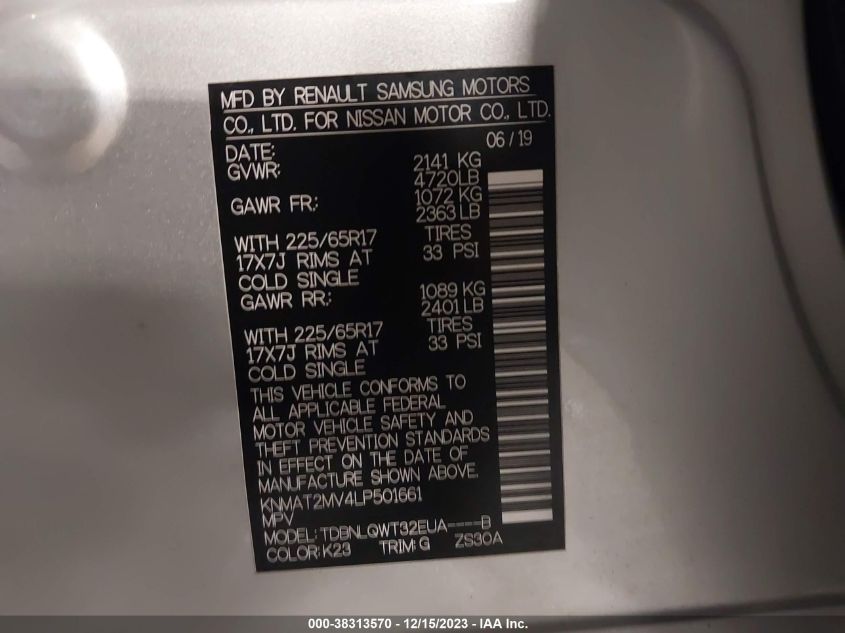 MFD BY RENAULT SAMSUNG MOTORS
CO., LTD. FOR NISSAN MOTOR CO., LTD.
DATE: 06 / 19
GVWR: 2141 KG
4720LB
GAWR FR.: 1072 KG
2363 LB
WITH 225/65R17 TIRES
17X7J RIMS AT 33 PSI
COLD SINGLE
GAWR RR.: 1089 KG
2401 LB
WITH 225/65R17 TIRES
17X7J RIMS AT 33 PSI
COLD SINGLE
THIS VEHICLE CONFORMS TO
ALL APPLICABLE FEDERAL
MOTOR VEHICLE SAFETY AND
THEFT PREVENTION STANDARDS
IN EFFECT ON THE DATE OF
MANUFACTURE SHOWN ABOVE.
KNMAT2MV4LP501661
MPV
MODEL: TDBNLQWT32EUA----B
COLOR: K23 TRIM: G ZS30A
000-38313570 - 12/15/2023 - IAA Inc.